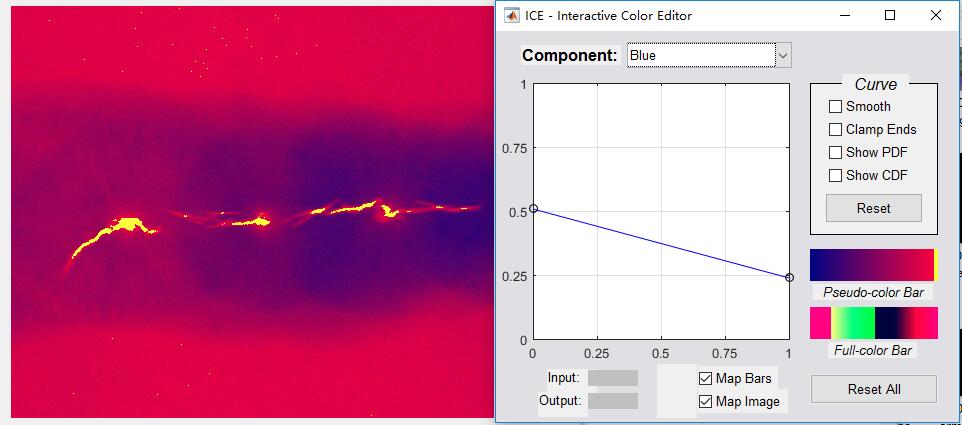 ICE - Interactive Color Editor
Component: Blue
Curve
Smooth
Clamp Ends
Show PDF
Show CDF
Reset
1
0.75
0.5
0.25
0
0 0.25 0.5 0.75 1
Pseudo-color Bar
Full-color Bar
Input:
Output:
Map Bars
Map Image
Reset All